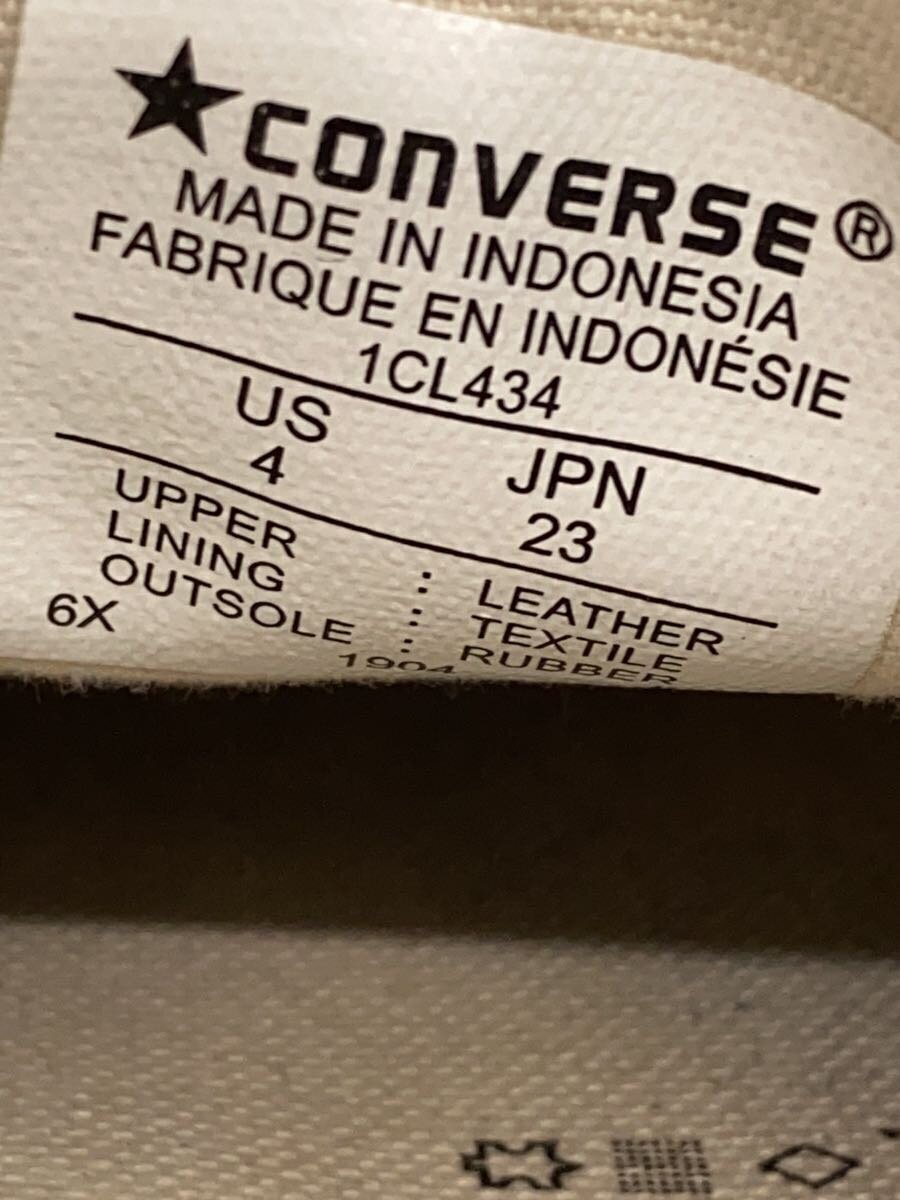 ★CONVERSE®
MADE IN INDONESIA
FABRIQUE EN INDONÉSIE
1CL434
US JPN
4 23
UPPER : LEATHER
LINING : TEXTILE
OUTSOLE : RUBBER
6X 1904